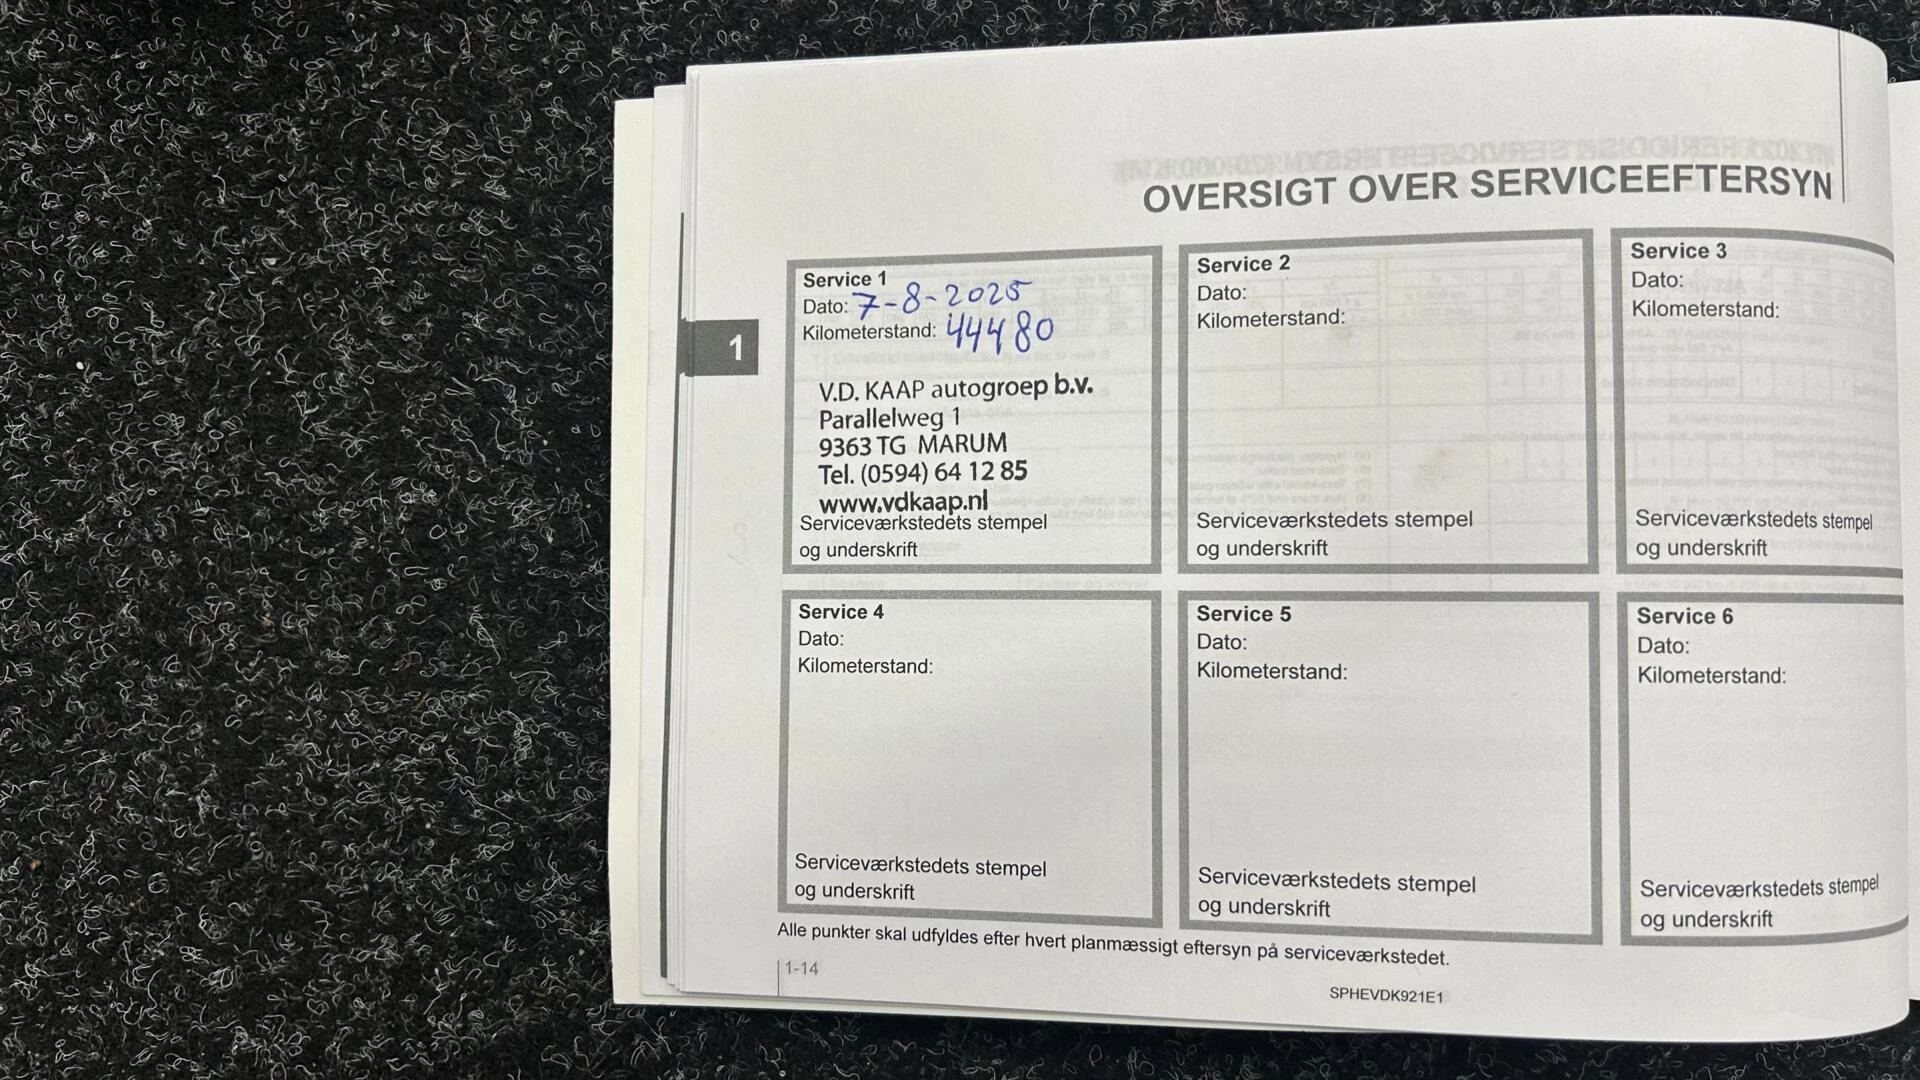 OVERSIGT OVER SERVICEEFTERSYN
Service 1
Dato: 7-8-2025
Kilometerstand: 44480
V.D. KAAP autogroep b.v.
Parallelweg 1
9363 TG MARUM
Tel. (0594) 64 12 85
www.vdkaap.nl
Serviceværkstedets stempel
og underskrift
Service 2
Dato:
Kilometerstand:
Serviceværkstedets stempel
og underskrift
Service 3
Dato:
Kilometerstand:
Serviceværkstedets stempel
og underskrift
1
Service 4
Dato:
Kilometerstand:
Serviceværkstedets stempel
og underskrift
Service 5
Dato:
Kilometerstand:
Serviceværkstedets stempel
og underskrift
Service 6
Dato:
Kilometerstand:
Serviceværkstedets stempel
og underskrift
Alle punkter skal udfyldes efter hvert planmæssigt eftersyn på serviceværkstedet.
1-14
SPHEVDK921E1